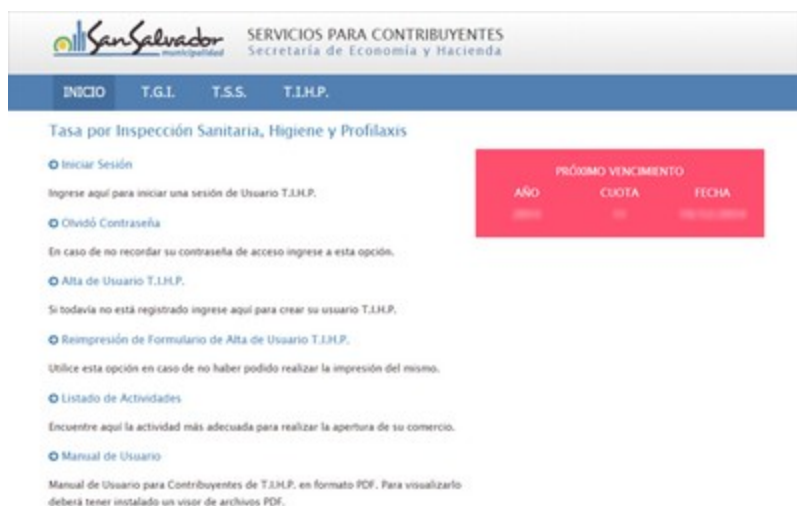 SanSalvador
municipalidad
SERVICIOS PARA CONTRIBUYENTES
Secretaría de Economía y Hacienda
INICIO T.G.I. T.S.S. T.I.H.P.
Tasa por Inspección Sanitaria, Higiene y Profilaxis
Iniciar Sesión
Ingrese aquí para iniciar una sesión de Usuario T.I.H.P.
Olvidó Contraseña
En caso de no recordar su contraseña de acceso ingrese a esta opción.
Alta de Usuario T.I.H.P.
Si todavía no está registrado ingrese aquí para crear su usuario T.I.H.P.
Reimpresión de Formulario de Alta de Usuario T.I.H.P.
Utilice esta opción en caso de no haber podido realizar la impresión del mismo.
Listado de Actividades
Encuentre aquí la actividad más adecuada para realizar la apertura de su comercio.
Manual de Usuario
Manual de Usuario para Contribuyentes de T.I.H.P. en formato PDF. Para visualizarlo
deberá tener instalado un visor de archivos PDF.
PRÓXIMO VENCIMIENTO
AÑO CUOTA FECHA